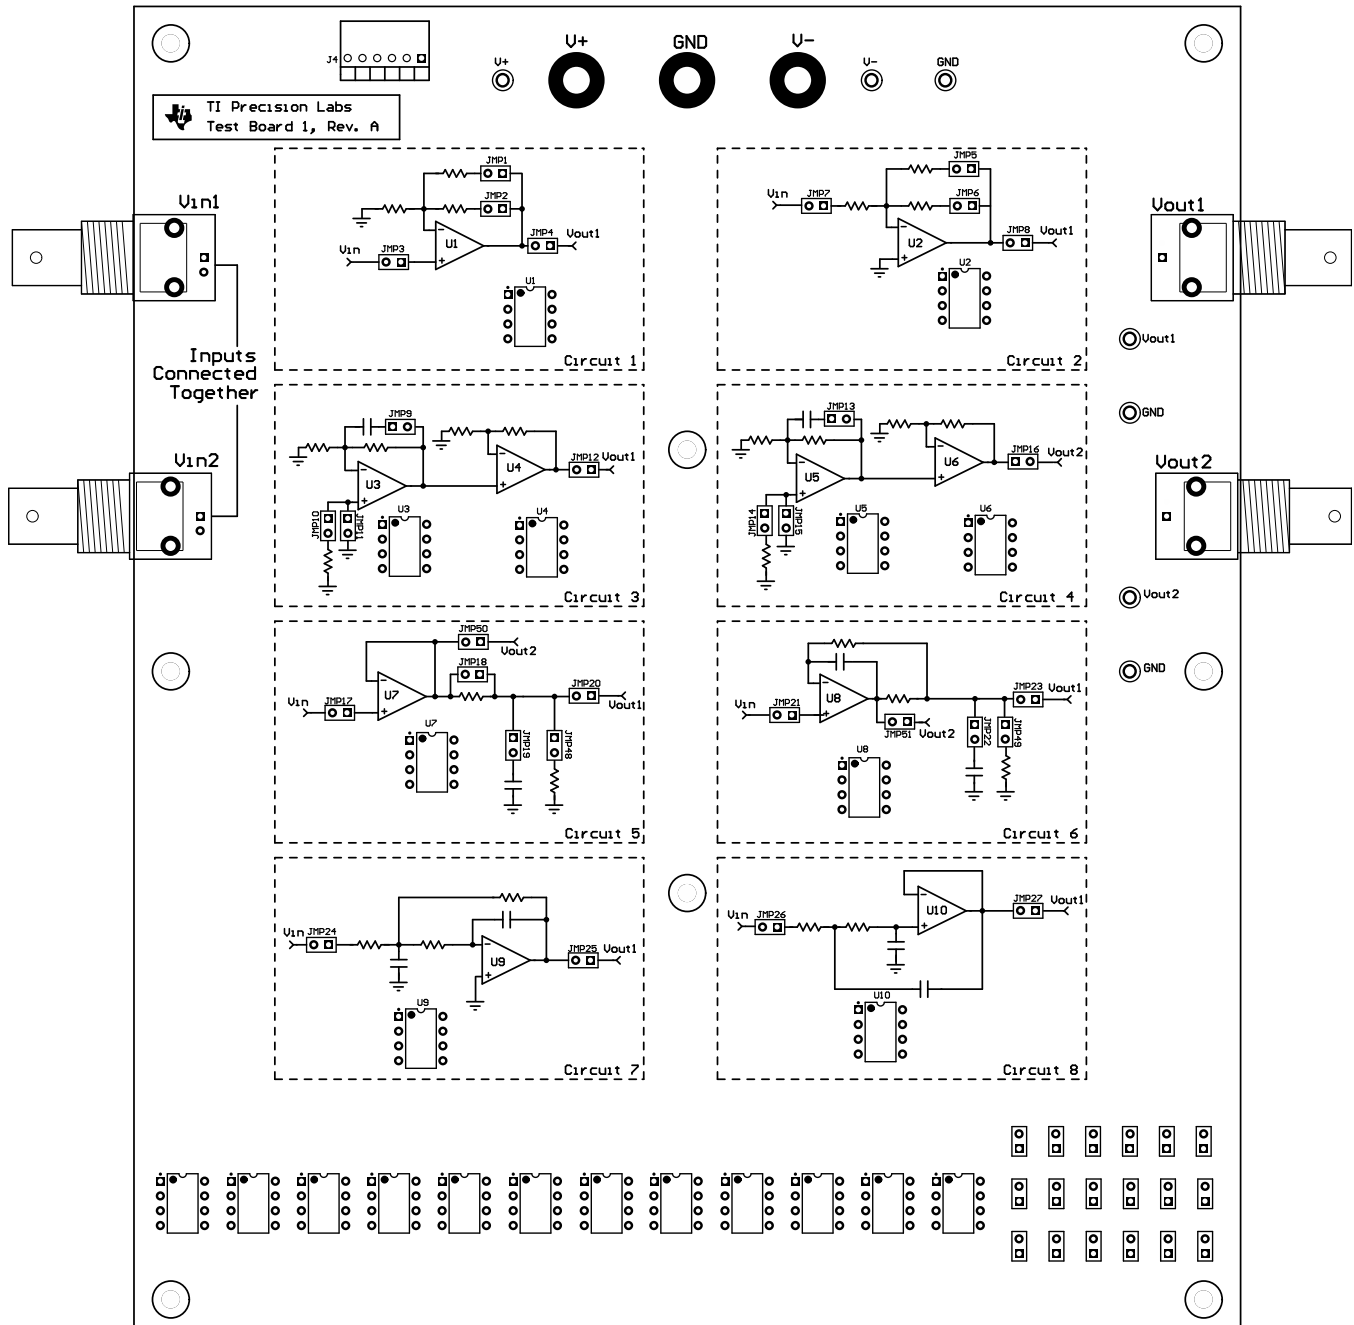 V+
GND
V-
J4
V+
V-
GND
TI Precision Labs
Test Board 1, Rev. A
Vin1
Inputs
Connected
Together
Vin2
JMP1
JMP2
Vin
JMP3
U1
JMP4
Vout1
U1
Circuit 1
JMP5
Vin
JMP7
JMP6
U2
JMP8
Vout1
U2
Circuit 2
Vout1
Vout1
GND
Vout2
Vout2
GND
JMP9
U3
U4
JMP12
Vout1
JMP10
JMP11
U3
U4
Circuit 3
JMP13
U5
U6
JMP16
Vout2
JMP14
JMP15
U5
U6
Circuit 4
JMP50
Vout2
JMP18
Vin
JMP17
U7
JMP20
Vout1
U7
JMP19
JMP48
Circuit 5
Vin
JMP21
U8
JMP23
Vout1
JMP51
Vout2
JMP22
JMP49
U8
Circuit 6
Vin
JMP24
U9
JMP25
Vout1
U9
Circuit 7
Vin
JMP26
U10
JMP27
Vout1
U10
Circuit 8